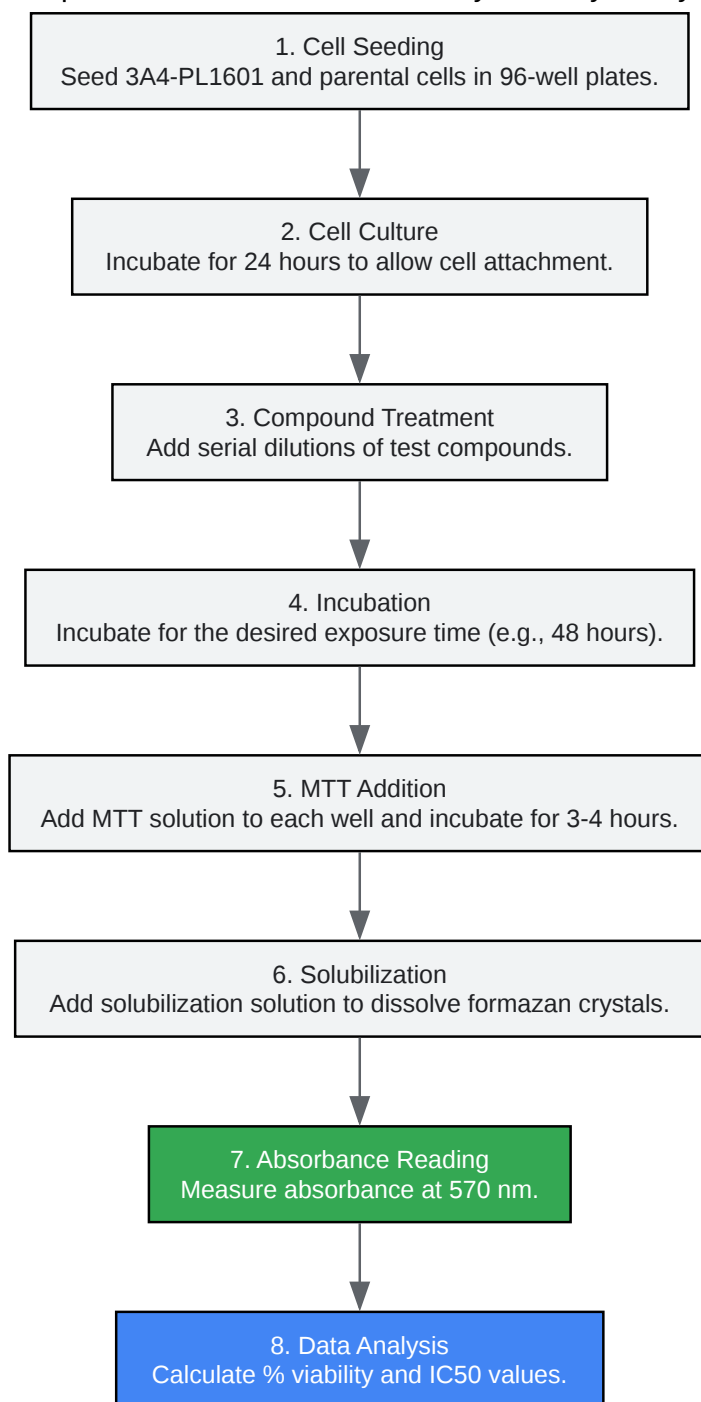 1. Cell Seeding
Seed 3A4-PL1601 and parental cells in 96-well plates.
2. Cell Culture
Incubate for 24 hours to allow cell attachment.
3. Compound Treatment
Add serial dilutions of test compounds.
4. Incubation
Incubate for the desired exposure time (e.g., 48 hours).
5. MTT Addition
Add MTT solution to each well and incubate for 3-4 hours.
6. Solubilization
Add solubilization solution to dissolve formazan crystals.
7. Absorbance Reading
Measure absorbance at 570 nm.
8. Data Analysis
Calculate % viability and IC50 values.